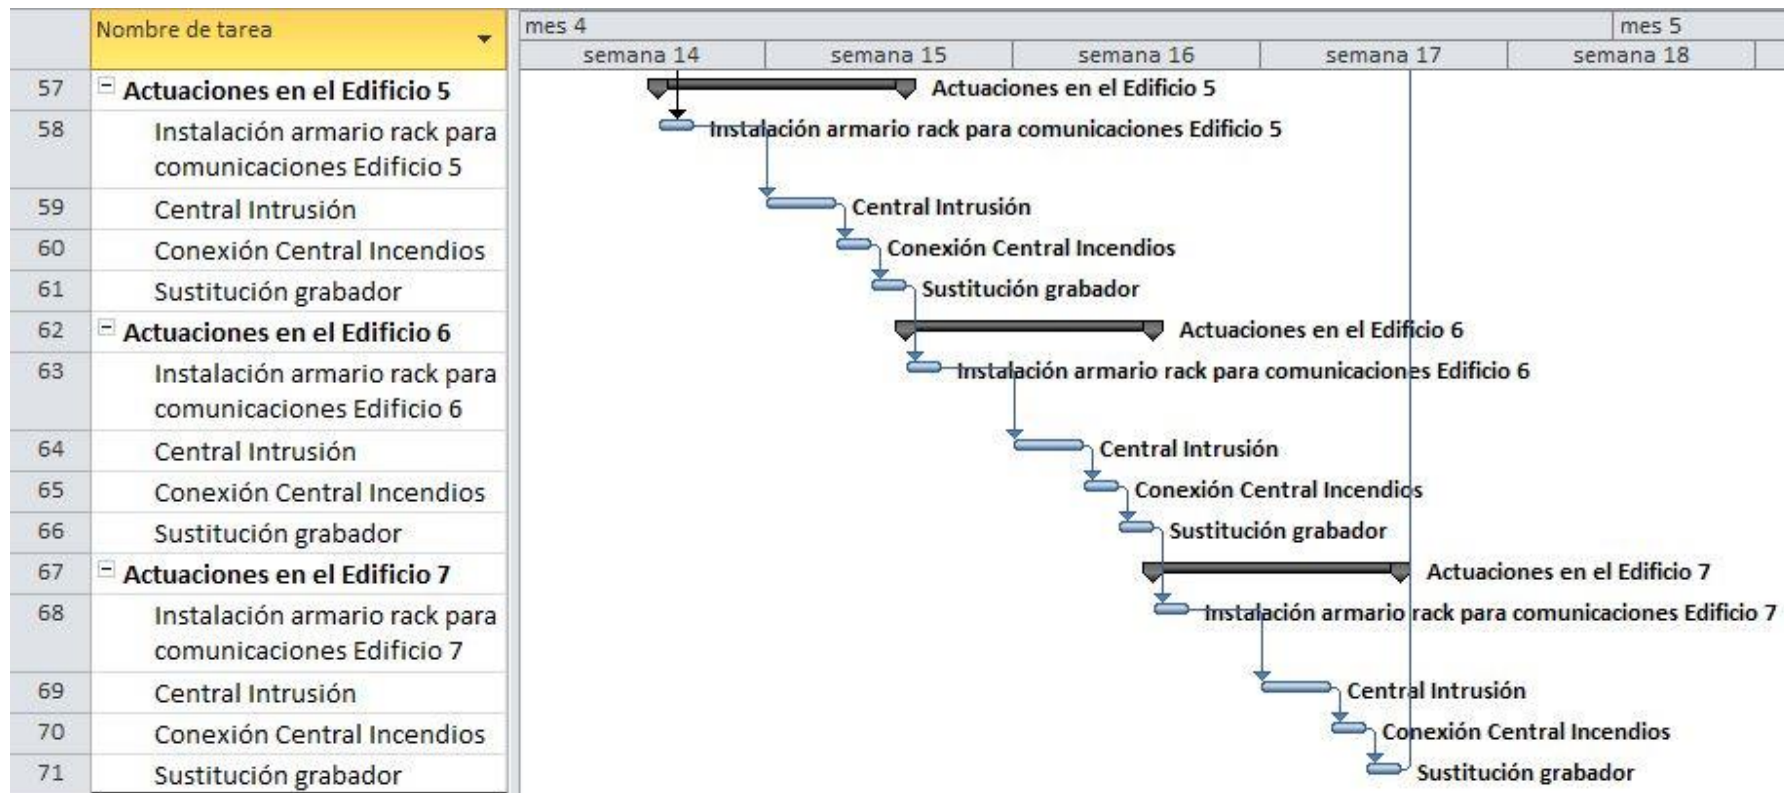 Nombre de tarea
mes 4
mes 5
semana 14
semana 15
semana 16
semana 17
semana 18
57
Actuaciones en el Edificio 5
Actuaciones en el Edificio 5
58
Instalación armario rack para
comunicaciones Edificio 5
Instalación armario rack para comunicaciones Edificio 5
59
Central Intrusión
Central Intrusión
60
Conexión Central Incendios
Conexión Central Incendios
61
Sustitución grabador
Sustitución grabador
62
Actuaciones en el Edificio 6
Actuaciones en el Edificio 6
63
Instalación armario rack para
comunicaciones Edificio 6
Instalación armario rack para comunicaciones Edificio 6
64
Central Intrusión
Central Intrusión
65
Conexión Central Incendios
Conexión Central Incendios
66
Sustitución grabador
Sustitución grabador
67
Actuaciones en el Edificio 7
Actuaciones en el Edificio 7
68
Instalación armario rack para
comunicaciones Edificio 7
Instalación armario rack para comunicaciones Edificio 7
69
Central Intrusión
Central Intrusión
70
Conexión Central Incendios
Conexión Central Incendios
71
Sustitución grabador
Sustitución grabador